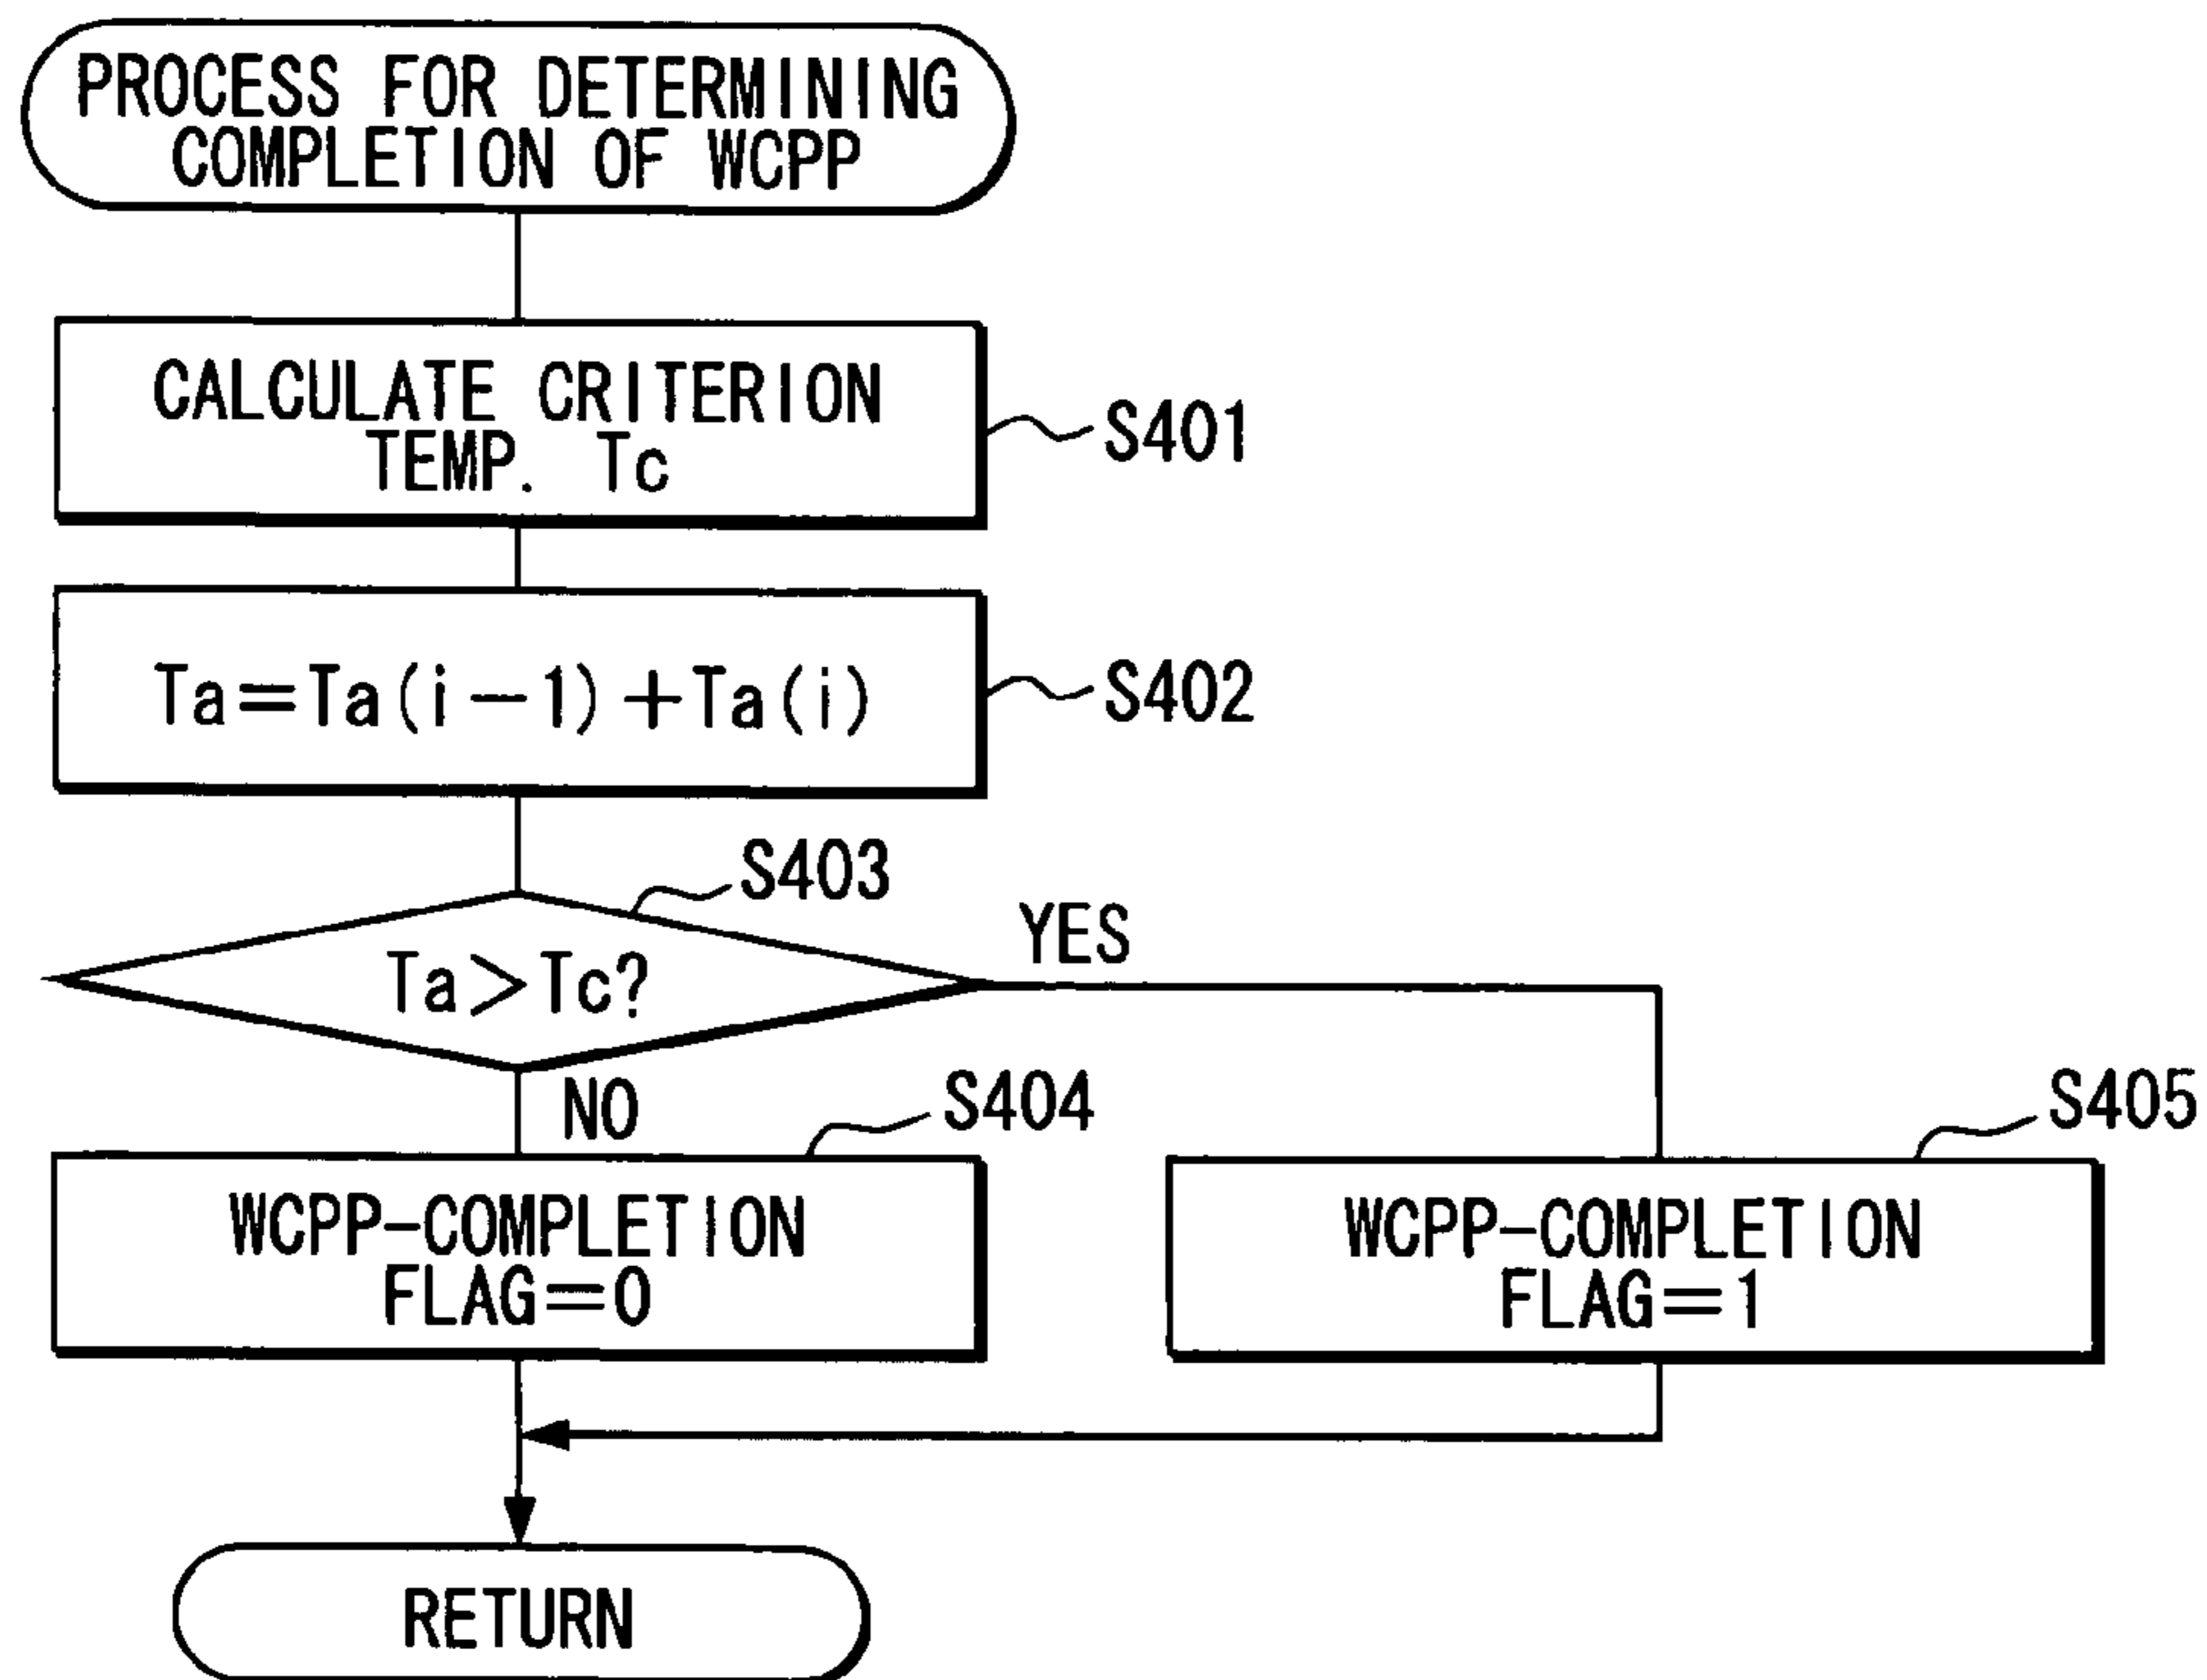 PROCESS FOR DETERMINING
COMPLETION OF WCPP
CALCULATE CRITERION
TEMP. Tc
S401
Ta=Ta(i-1)+Ta(i)
S402
S403
Ta>Tc?
YES
NO
S404
S405
WCPP-COMPLETION
FLAG=0
WCPP-COMPLETION
FLAG=1
RETURN